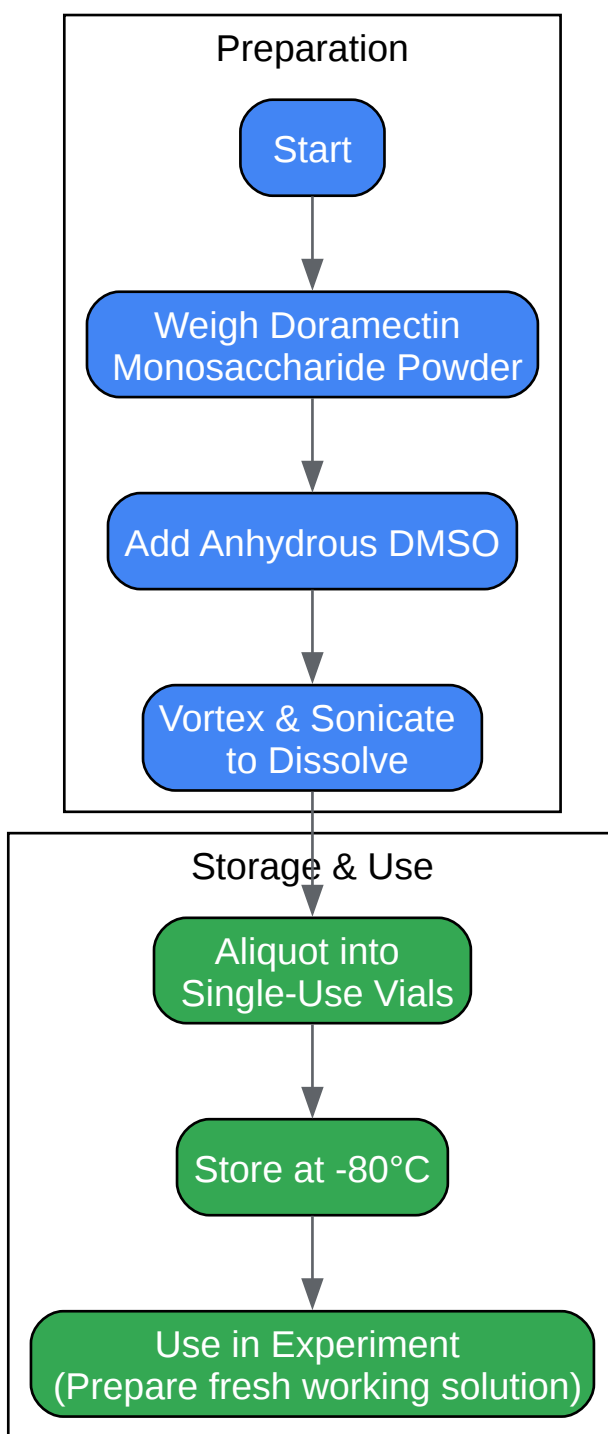 Preparation
Start
Weigh Doramectin
Monosaccharide Powder
Add Anhydrous DMSO
Vortex & Sonicate
to Dissolve
Storage & Use
Aliquot into
Single-Use Vials
Store at -80°C
Use in Experiment
(Prepare fresh working solution)